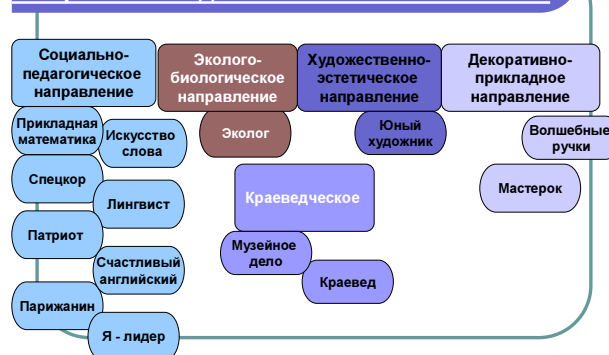 Социально-
педагогическое
направление
Эколого-
биологическое
направление
Художественно-
эстетическое
направление
Декоративно-
прикладное
направление
Прикладная
математика
Искусство
слова
Спецкор
Лингвист
Патриот
Счастливый
английский
Парижанин
Я - лидер
Эколог
Юный
художник
Волшебные
ручки
Мастерок
Краеведческое
Музейное
дело
Краевед